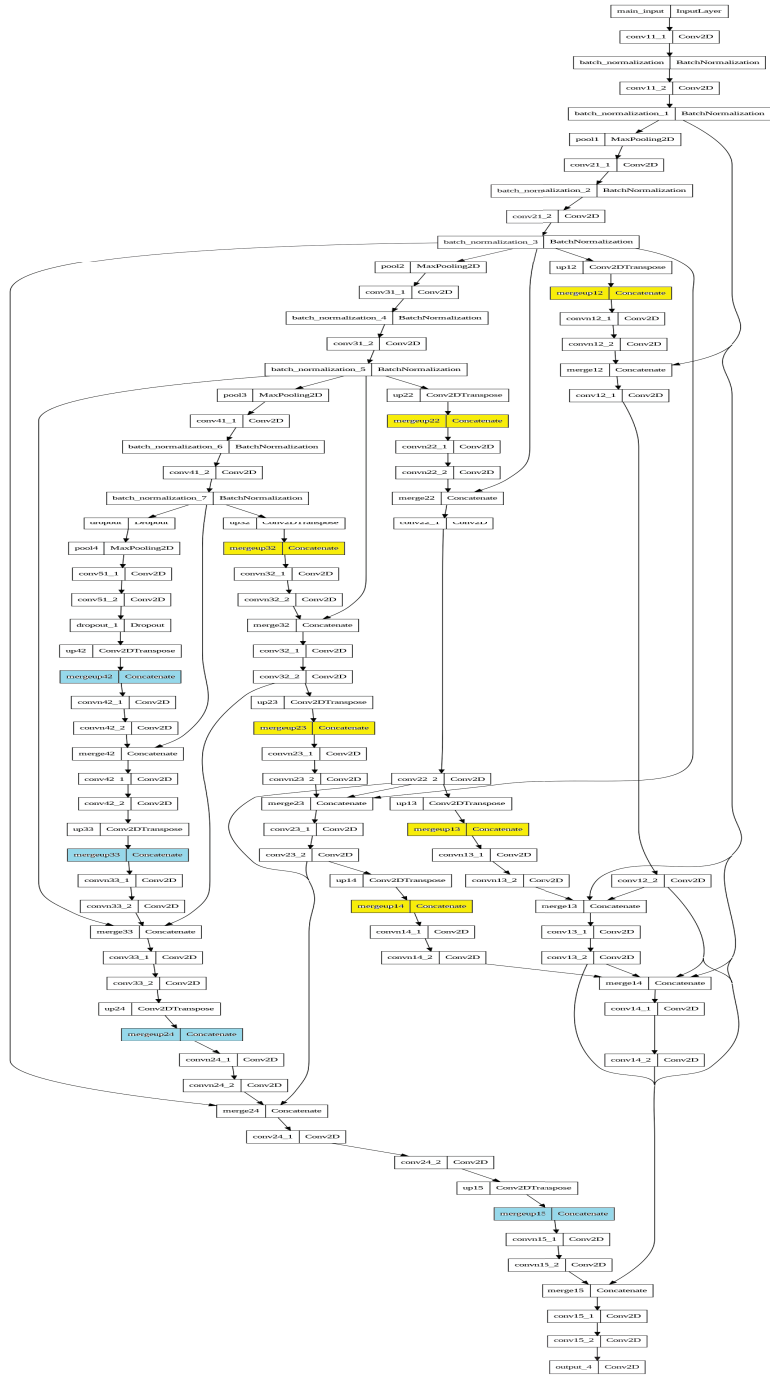 main_input InputLayer
conv11_1 Conv2D
batch_normalization BatchNormalization
conv11_2 Conv2D
batch_normalization_1 BatchNormalization
pool1 MaxPooling2D
conv21_1 Conv2D
batch_normalization_2 BatchNormalization
conv21_2 Conv2D
batch_normalization_3 BatchNormalization
pool2 MaxPooling2D up12 Conv2DTranspose
conv31_1 Conv2D mergeup12 Concatenate
batch_normalization_4 BatchNormalization convn12_1 Conv2D
conv31_2 Conv2D convn12_2 Conv2D
batch_normalization_5 BatchNormalization merge12 Concatenate
pool3 MaxPooling2D up22 Conv2DTranspose conv12_1 Conv2D
conv41_1 Conv2D mergeup22 Concatenate
batch_normalization_6 BatchNormalization convn22_1 Conv2D
conv41_2 Conv2D convn22_2 Conv2D
batch_normalization_7 BatchNormalization merge22 Concatenate
dropout Dropout up32 Conv2DTranspose conv22_1 Conv2D
pool4 MaxPooling2D mergeup32 Concatenate
conv51_1 Conv2D convn32_1 Conv2D
conv51_2 Conv2D convn32_2 Conv2D
dropout_1 Dropout merge32 Concatenate
up42 Conv2DTranspose conv32_1 Conv2D
mergeup42 Concatenate conv32_2 Conv2D
convn42_1 Conv2D up23 Conv2DTranspose
convn42_2 Conv2D mergeup23 Concatenate
merge42 Concatenate convn23_1 Conv2D
conv42_1 Conv2D convn23_2 Conv2D conv22_2 Conv2D
conv42_2 Conv2D merge23 Concatenate up13 Conv2DTranspose
up33 Conv2DTranspose conv23_1 Conv2D mergeup13 Concatenate
mergeup33 Concatenate conv23_2 Conv2D convn13_1 Conv2D
convn33_1 Conv2D up14 Conv2DTranspose convn13_2 Conv2D conv12_2 Conv2D
convn33_2 Conv2D mergeup14 Concatenate merge13 Concatenate
merge33 Concatenate convn14_1 Conv2D conv13_1 Conv2D
conv33_1 Conv2D convn14_2 Conv2D conv13_2 Conv2D
conv33_2 Conv2D merge14 Concatenate
up24 Conv2DTranspose conv14_1 Conv2D
mergeup24 Concatenate
convn24_1 Conv2D conv14_2 Conv2D
convn24_2 Conv2D
merge24 Concatenate
conv24_1 Conv2D
conv24_2 Conv2D
up15 Conv2DTranspose
mergeup15 Concatenate
convn15_1 Conv2D
convn15_2 Conv2D
merge15 Concatenate
conv15_1 Conv2D
conv15_2 Conv2D
output_4 Conv2D